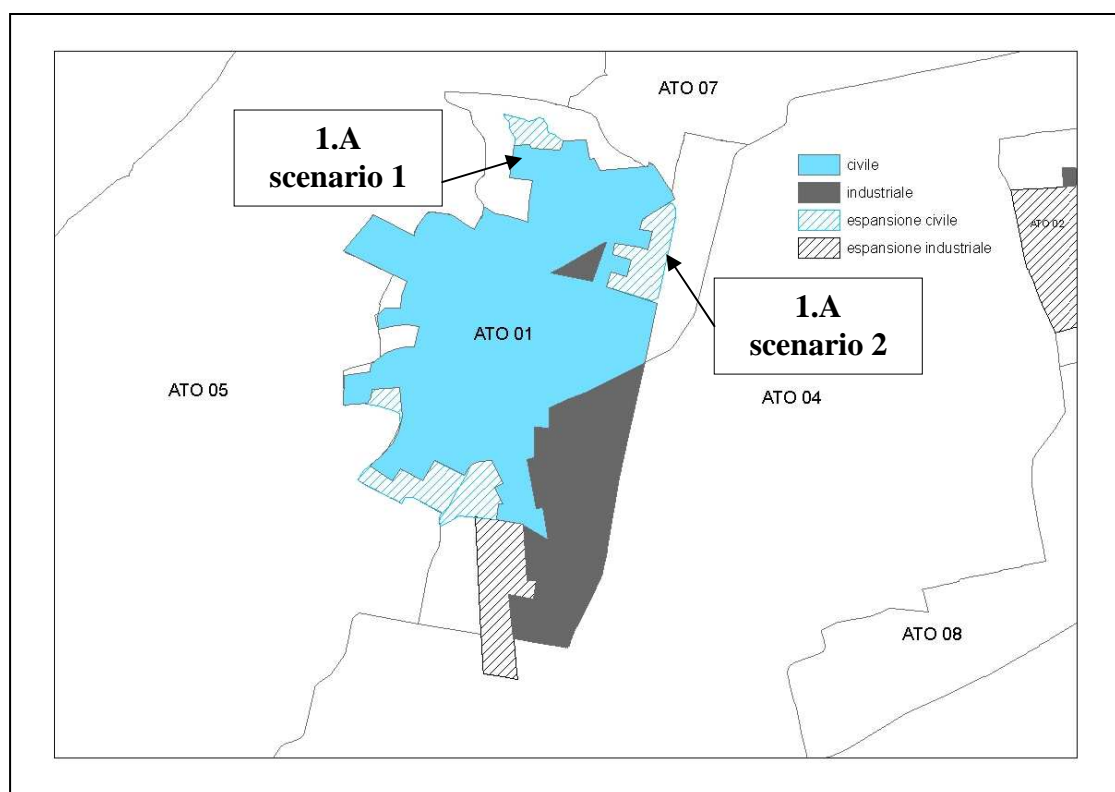 ATO 07
1.A
scenario 1
civile
industriale
espansione civile
espansione industriale
ATO 02
1.A
scenario 2
ATO 01
ATO 05
ATO 04
ATO 08